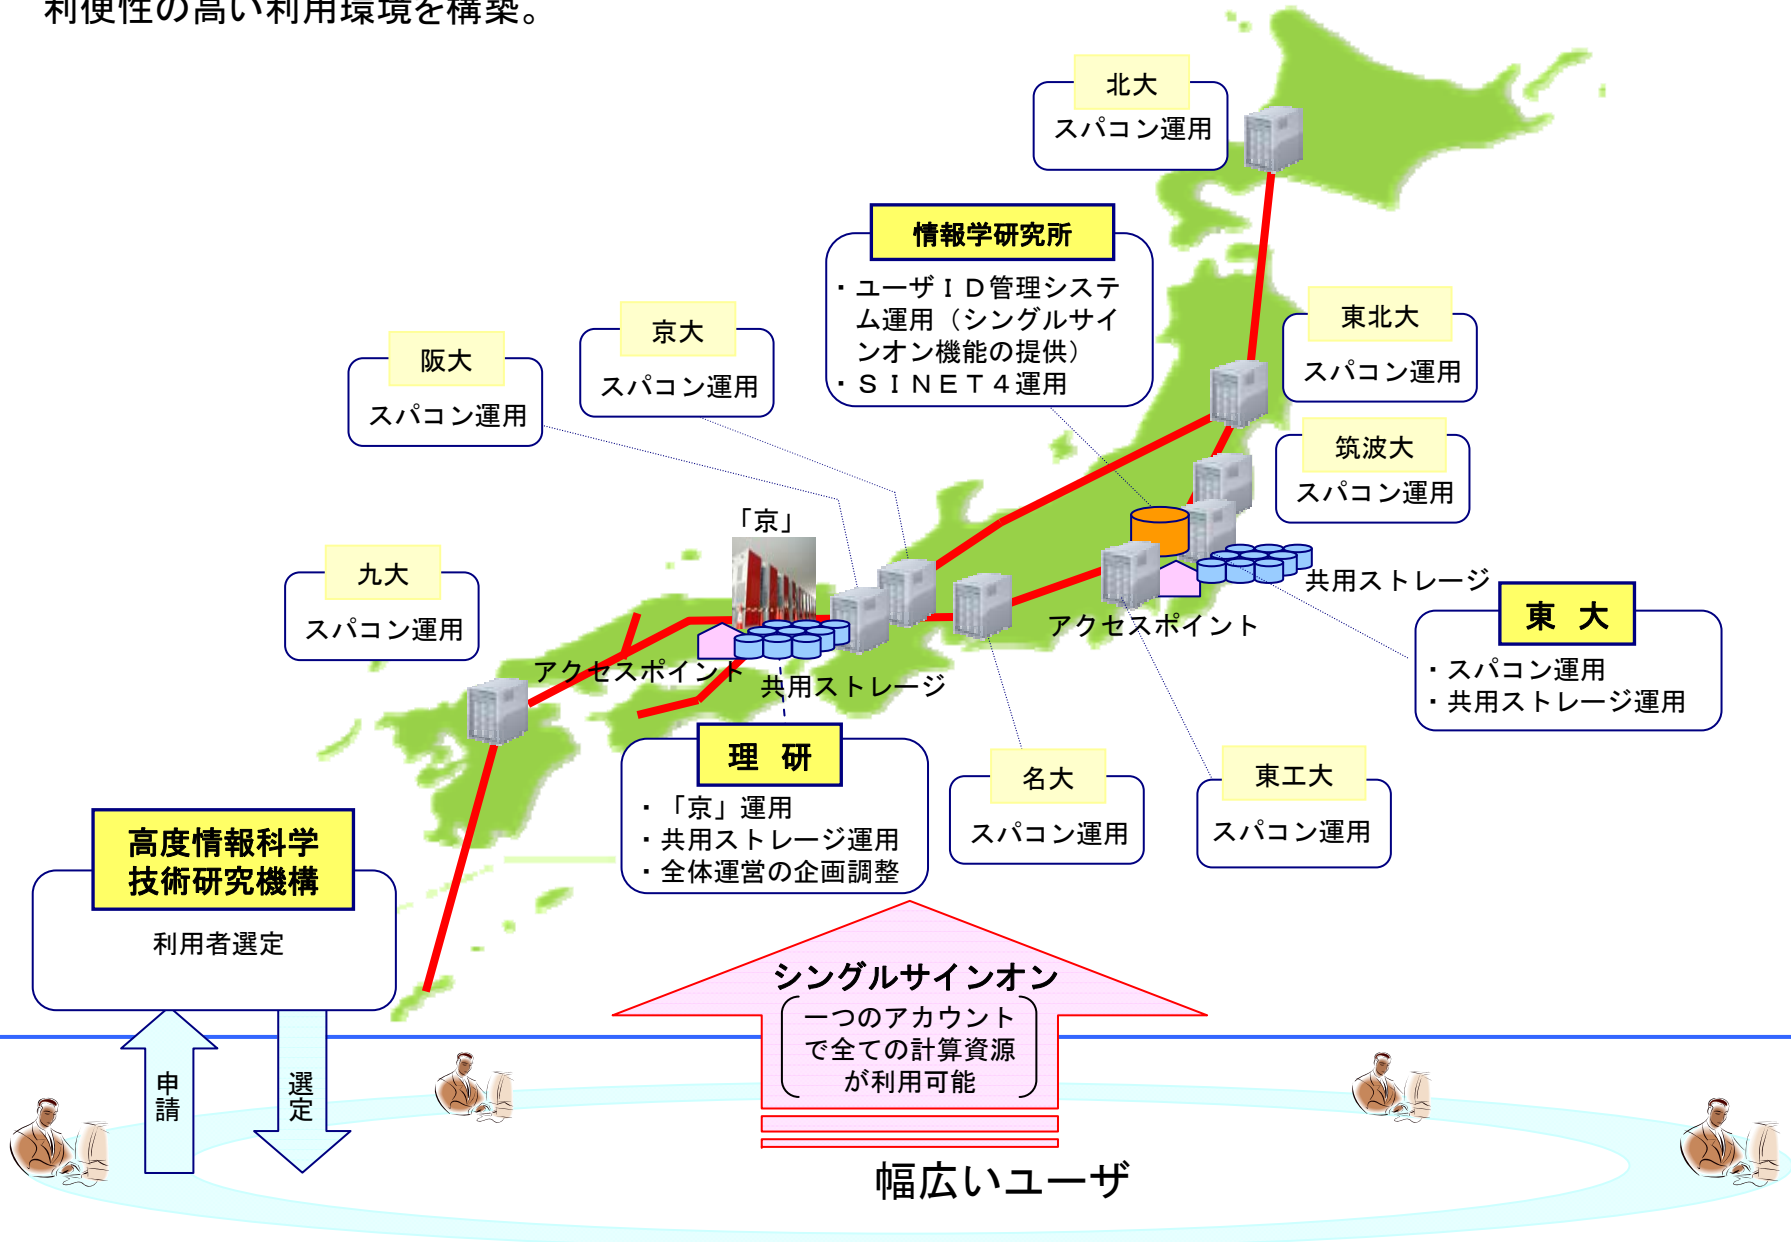 利便性の高い利用環境を構築。
北大
スパコン運用
情報学研究所
・ユーザＩＤ管理システ
ム運用（シングルサイ
ンオン機能の提供）
・ＳＩＮＥＴ４運用
東北大
スパコン運用
京大
スパコン運用
阪大
スパコン運用
筑波大
スパコン運用
「京」
九大
スパコン運用
共用ストレージ
アクセスポイント
東 大
・スパコン運用
・共用ストレージ運用
アクセスポイント
共用ストレージ
理 研
・「京」運用
・共用ストレージ運用
・全体運営の企画調整
名大
スパコン運用
東工大
スパコン運用
高度情報科学
技術研究機構
利用者選定
シングルサインオン
一つのアカウント
で全ての計算資源
が利用可能
申請
選定
幅広いユーザ